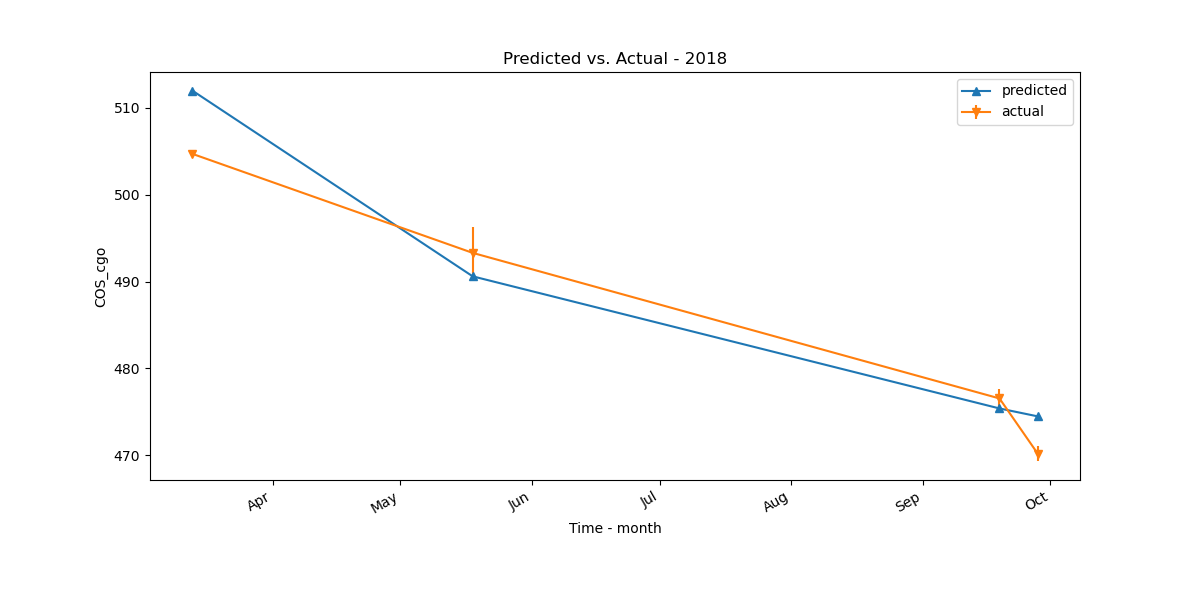 Predicted vs. Actual - 2018
predicted
actual
510
500
490
480
470
COS_cgo
Apr
May
Jun
Jul
Aug
Sep
Oct
Time - month